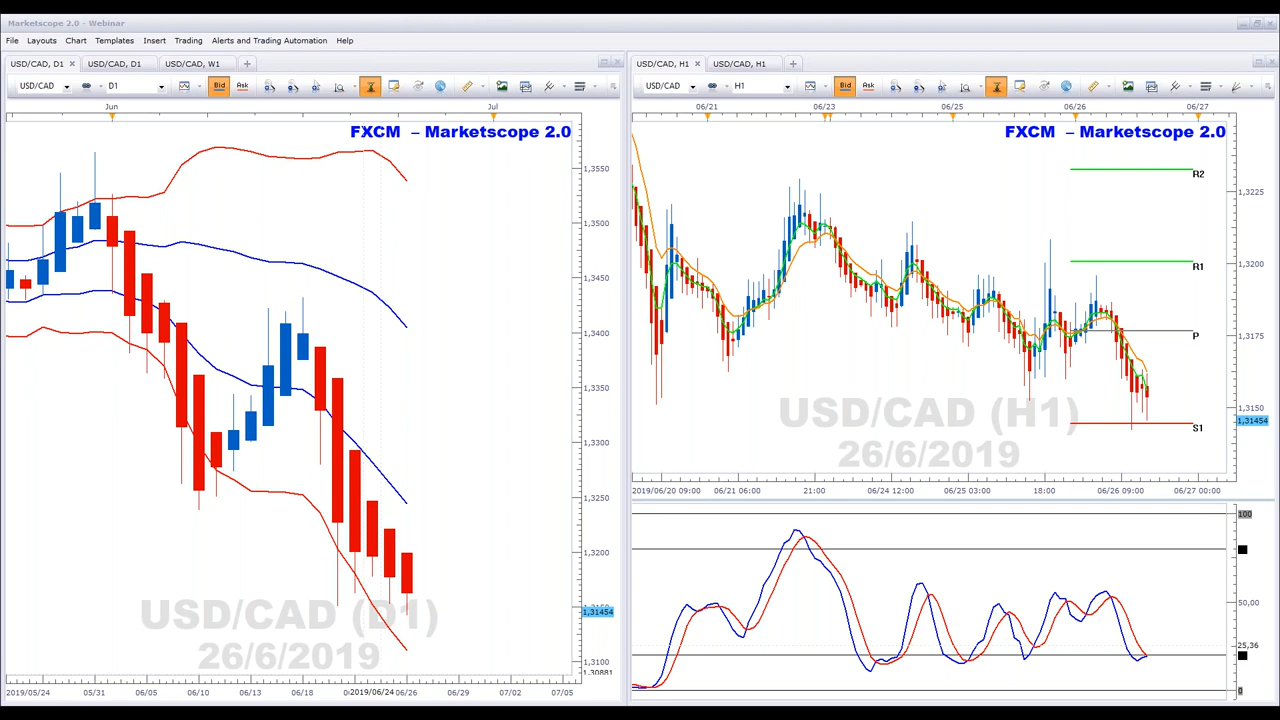 Marketscope 2.0 - Webinar
File Layouts Chart Templates Insert Trading Alerts and Trading Automation Help
USD/CAD, D1 USD/CAD, D1 USD/CAD, W1
USD/CAD D1 Bid Ask
Jun Jul
FXCM – Marketscope 2.0
1,3550
1,3500
1,3450
1,3400
1,3350
1,3300
1,3250
1,3200
1,31454
1,3100
1,30881
USD/CAD (D1)
26/6/2019
2019/05/24 05/31 06/05 06/10 06/13 06/18 2019/06/24 06/26 06/29 07/02 07/05
USD/CAD, H1 USD/CAD, H1
USD/CAD H1 Bid Ask
06/21 06/23 06/25 06/26 06/27
FXCM – Marketscope 2.0
R2
1,3225
1,3200
R1
1,3175
P
1,3150
1,31454
S1
USD/CAD (H1)
26/6/2019
2019/06/20 09:00 06/21 06:00 21:00 06/24 12:00 06/25 03:00 18:00 06/26 09:00 06/27 00:00
100
50,00
25,36
0